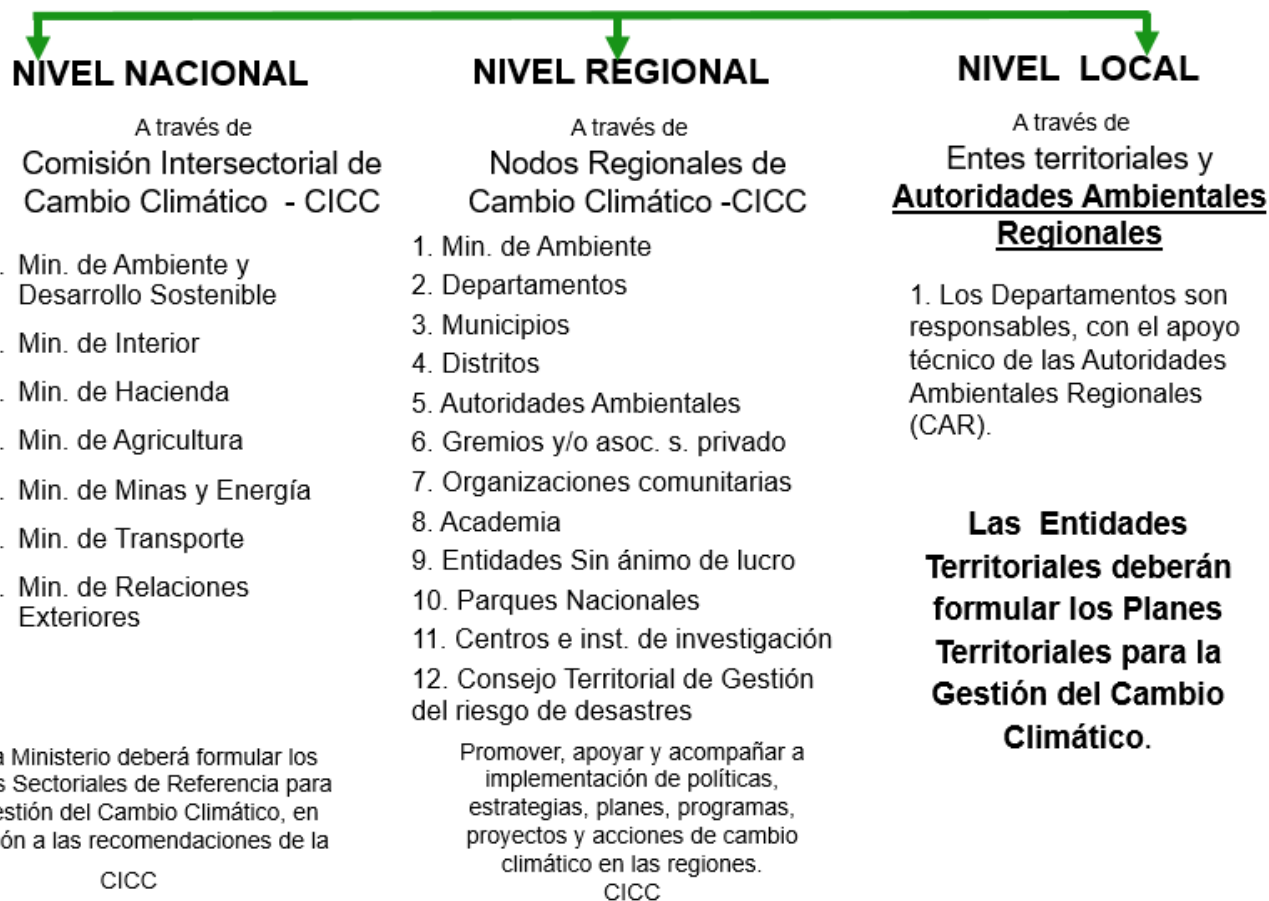 NIVEL NACIONAL
A través de
Comisión Intersectorial de
Cambio Climático - CICC
. Min. de Ambiente y
Desarrollo Sostenible
. Min. de Interior
. Min. de Hacienda
. Min. de Agricultura
. Min. de Minas y Energía
. Min. de Transporte
. Min. de Relaciones
Exteriores
a Ministerio deberá formular los
s Sectoriales de Referencia para
estión del Cambio Climático, en
ón a las recomendaciones de la
CICC
NIVEL REGIONAL
A través de
Nodos Regionales de
Cambio Climático -CICC
1. Min. de Ambiente
2. Departamentos
3. Municipios
4. Distritos
5. Autoridades Ambientales
6. Gremios y/o asoc. s. privado
7. Organizaciones comunitarias
8. Academia
9. Entidades Sin ánimo de lucro
10. Parques Nacionales
11. Centros e inst. de investigación
12. Consejo Territorial de Gestión
del riesgo de desastres
Promover, apoyar y acompañar a
implementación de políticas,
estrategias, planes, programas,
proyectos y acciones de cambio
climático en las regiones.
CICC
NIVEL LOCAL
A través de
Entes territoriales y
Autoridades Ambientales
Regionales
1. Los Departamentos son
responsables, con el apoyo
técnico de las Autoridades
Ambientales Regionales
(CAR).
Las Entidades
Territoriales deberán
formular los Planes
Territoriales para la
Gestión del Cambio
Climático.